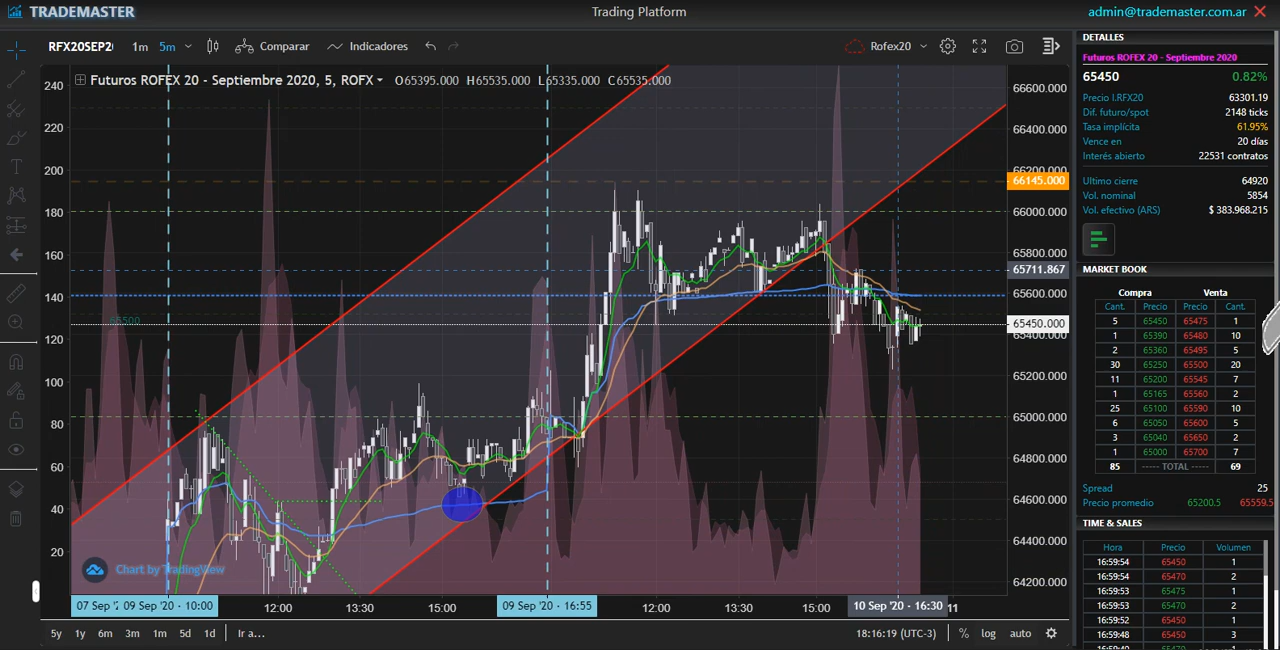 TRADEMASTER
Trading Platform
admin@trademaster.com.ar
RFX20SEP2
1m 5m Comparar Indicadores Rofex20
Futuros ROFEX 20 - Septiembre 2020, 5, ROFX O65395.000 H65535.000 L65335.000 C65535.000
240
220
200
180
160
140
120
100
80
60
40
20
65500
66600.000
66400.000
66200.000
66145.000
66000.000
65800.000
65711.867
65600.000
65450.000
65400.000
65200.000
65000.000
64800.000
64600.000
64400.000
64200.000
Chart by TradingView
07 Sep '2 09 Sep '20 - 10:00 12:00 13:30 15:00 09 Sep '20 - 16:55 12:00 13:30 15:00 10 Sep '20 - 16:30 11
5y 1y 6m 3m 1m 5d 1d Ir a... 18:16:19 (UTC-3) % log auto
DETALLES
Futuros ROFEX 20 - Septiembre 2020
65450 0.82%
Precio I.RFX20 63301.19
Dif. futuro/spot 2148 ticks
Tasa implícita 61.95%
Vence en 20 días
Interés abierto 22531 contratos
Ultimo cierre 64920
Vol. nominal 5854
Vol. efectivo (ARS) $ 383.968.215
MARKET BOOK
Compra Venta
Cant. Precio Precio Cant.
5 65450 65475 1
1 65390 65480 10
2 65360 65495 5
30 65250 65500 20
11 65200 65545 7
1 65165 65560 2
25 65100 65590 10
6 65050 65600 5
3 65040 65650 2
1 65000 65700 7
85 ----- TOTAL ----- 69
Spread 25
Precio promedio 65200.5 65559.5
TIME & SALES
Hora Precio Volumen
16:59:54 65450 1
16:59:54 65470 2
16:59:53 65475 1
16:59:53 65470 2
16:59:52 65450 1
16:59:48 65450 3